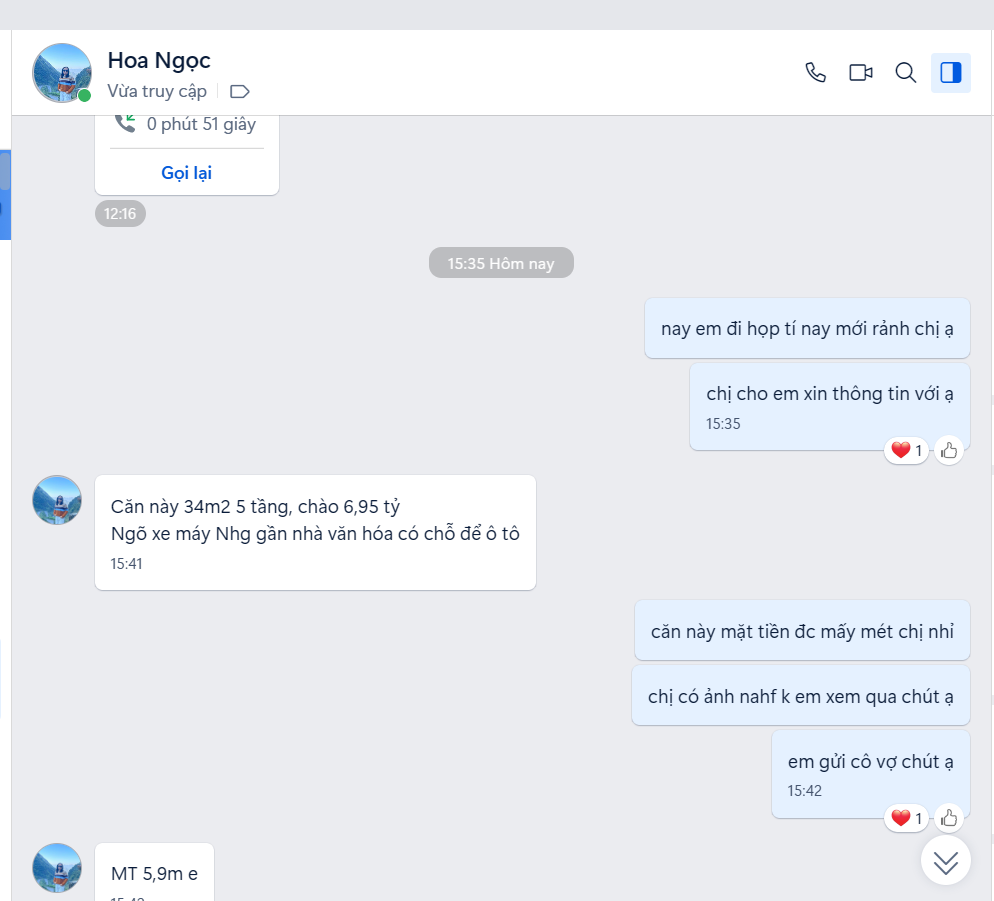 Hoa Ngọc
Vừa truy cập
0 phút 51 giây
Gọi lại
12:16
15:35 Hôm nay
nay em đi họp tí nay mới rảnh chị ạ
chị cho em xin thông tin với ạ
15:35
1
Căn này 34m2 5 tầng, chào 6,95 tỷ
Ngõ xe máy Nhg gần nhà văn hóa có chỗ để ô tô
15:41
căn này mặt tiền đc mấy mét chị nhỉ
chị có ảnh nahf k em xem qua chút ạ
em gửi cô vợ chút ạ
15:42
1
MT 5,9m e